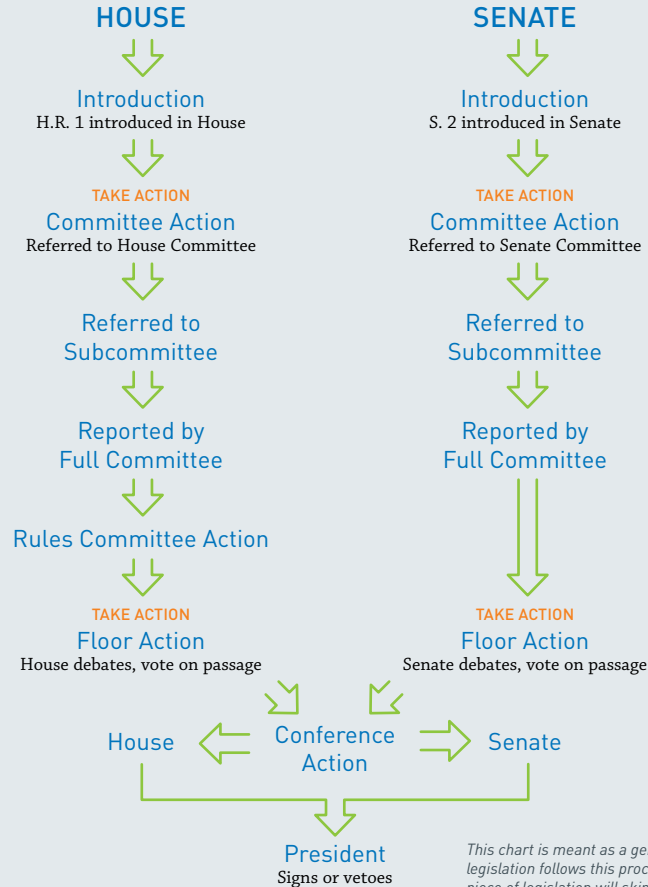 HOUSE
Introduction
H.R. 1 introduced in House
TAKE ACTION
Committee Action
Referred to House Committee
Referred to
Subcommittee
Reported by
Full Committee
Rules Committee Action
TAKE ACTION
Floor Action
House debates, vote on passage
SENATE
Introduction
S. 2 introduced in Senate
TAKE ACTION
Committee Action
Referred to Senate Committee
Referred to
Subcommittee
Reported by
Full Committee
TAKE ACTION
Floor Action
Senate debates, vote on passage
House
Conference
Action
Senate
President
Signs or vetoes
This chart is meant as a
legislation follows this
piece of legislation will